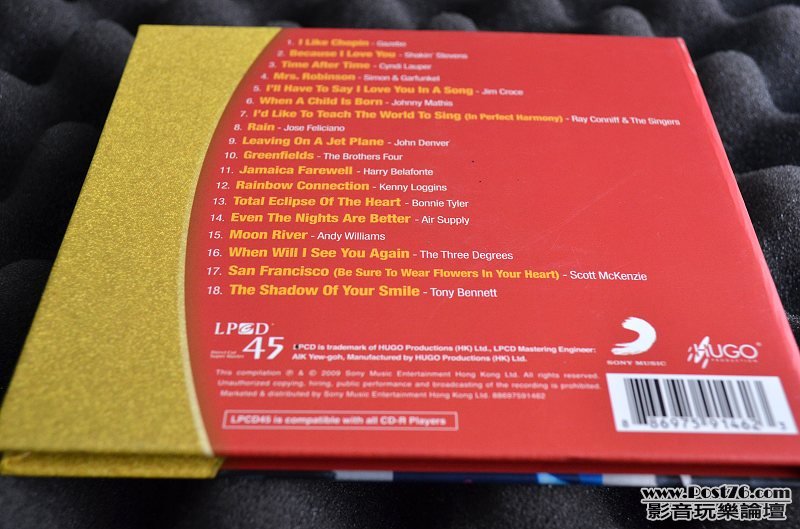 1. I Like Chopin - Gazebo
2. Because I Love You - Shakin' Stevens
3. Time After Time - Cyndi Lauper
4. Mrs. Robinson - Simon & Garfunkel
5. I'll Have To Say I Love You In A Song - Jim Croce
6. When A Child Is Born - Johnny Mathis
7. I'd Like To Teach The World To Sing (In Perfect Harmony) - Ray Conniff & The Singers
8. Rain - Jose Feliciano
9. Leaving On A Jet Plane - John Denver
10. Greenfields - The Brothers Four
11. Jamaica Farewell - Harry Belafonte
12. Rainbow Connection - Kenny Loggins
13. Total Eclipse Of The Heart - Bonnie Tyler
14. Even The Nights Are Better - Air Supply
15. Moon River - Andy Williams
16. When Will I See You Again - The Three Degrees
17. San Francisco (Be Sure To Wear Flowers In Your Heart) - Scott McKenzie
18. The Shadow Of Your Smile - Tony Bennett
LPCD 45
Direct Cut
Super Master
LPCD is trademark of HUGO Productions (HK) Ltd., LPCD Mastering Engineer:
AIK Yew-goh, Manufactured by HUGO Productions (HK) Ltd.
SONY MUSIC
HUGO®
PRODUCTION
This compilation ℗ & © 2009 Sony Music Entertainment Hong Kong Ltd. All rights reserved.
Unauthorized copying, hiring, public performance and broadcasting of the recording is prohibited.
Marketed & distributed by Sony Music Entertainment Hong Kong Ltd. 88697591462
LPCD45 is compatible with all CD-R Players
8 86975 91462 3
www.Post76.com
影音玩樂論壇